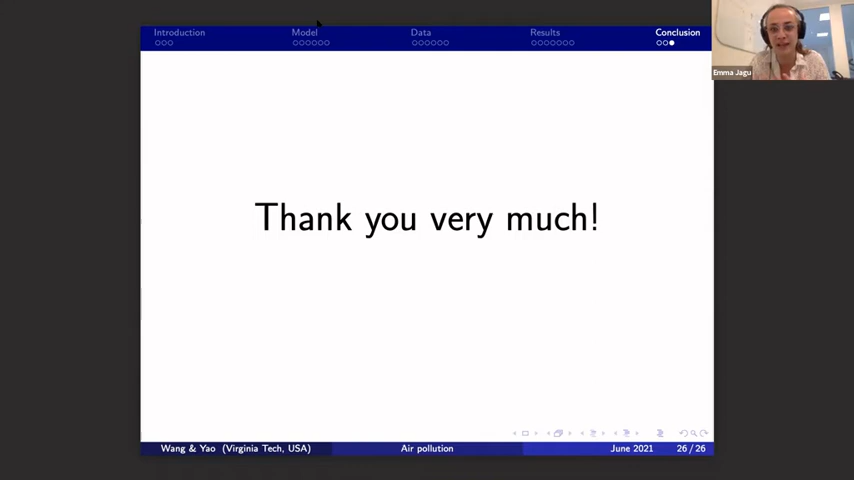 Introduction Model Data Results Conclusion
Emma Jagu
Thank you very much!
Wang & Yao (Virginia Tech, USA) Air pollution June 2021 26 / 26